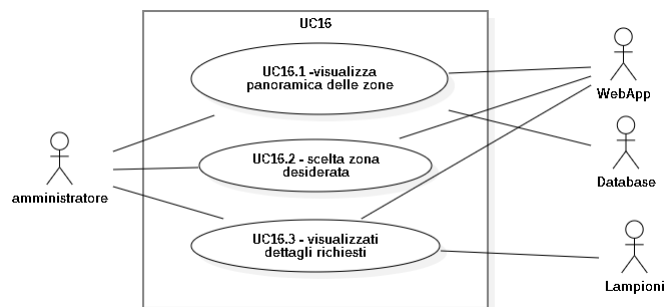 UC16
UC16.1 -visualizza
panoramica delle zone
WebApp
UC16.2 - scelta zona
desiderata
Database
amministratore
UC16.3 - visualizzati
dettagli richiesti
Lampioni